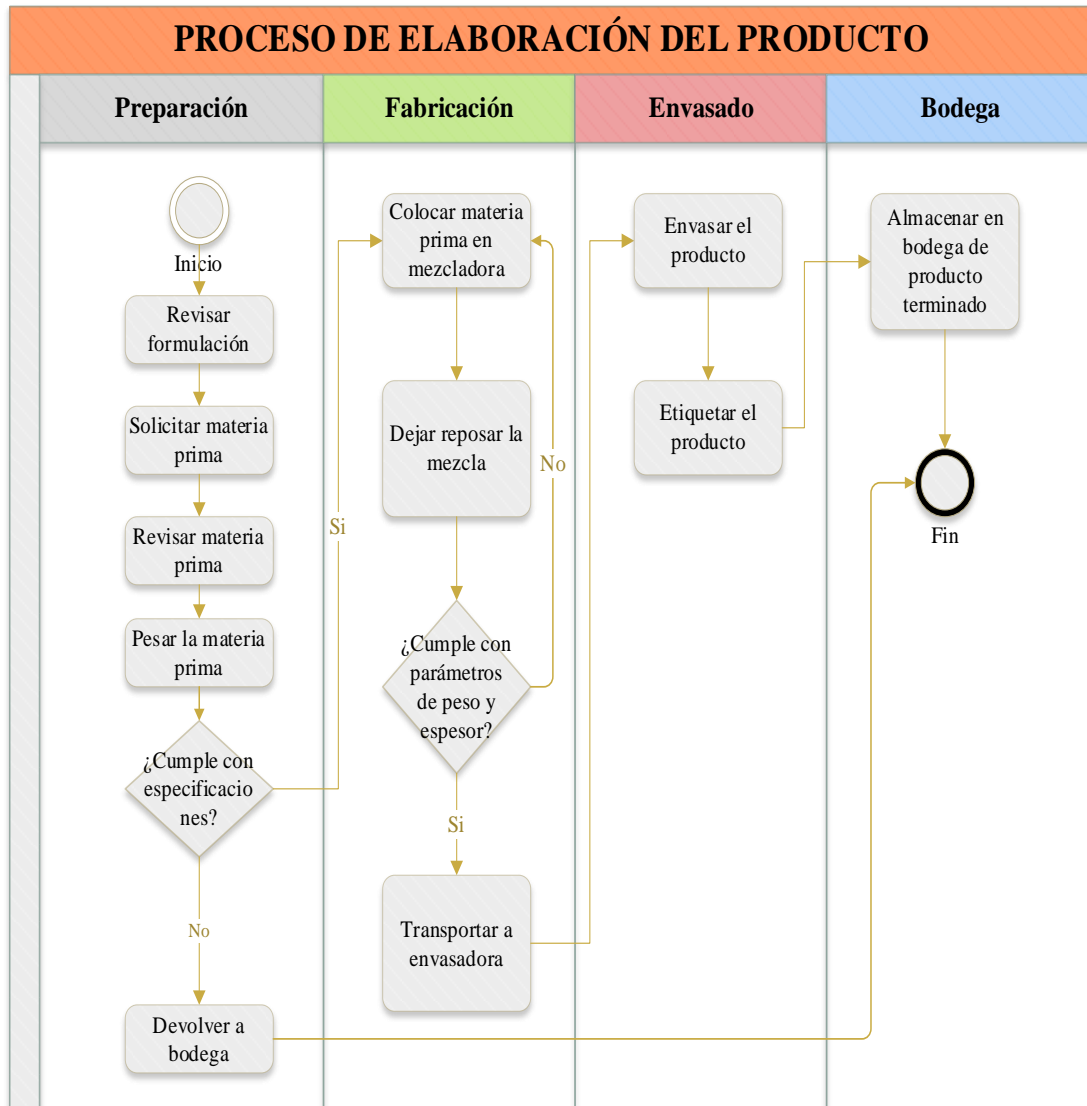 PROCESO DE ELABORACIÓN DEL PRODUCTO
Preparación
Fabricación
Envasado
Bodega
Inicio
Revisar
formulación
Solicitar materia
prima
Revisar materia
prima
Pesar la materia
prima
¿Cumple con
especificacio
nes?
Si
No
Devolver a
bodega
Colocar materia
prima en
mezcladora
Dejar reposar la
mezcla
No
¿Cumple con
parámetros
de peso y
espesor?
Si
Transportar a
envasadora
Envasar el
producto
Etiquetar el
producto
Almacenar en
bodega de
producto
terminado
Fin